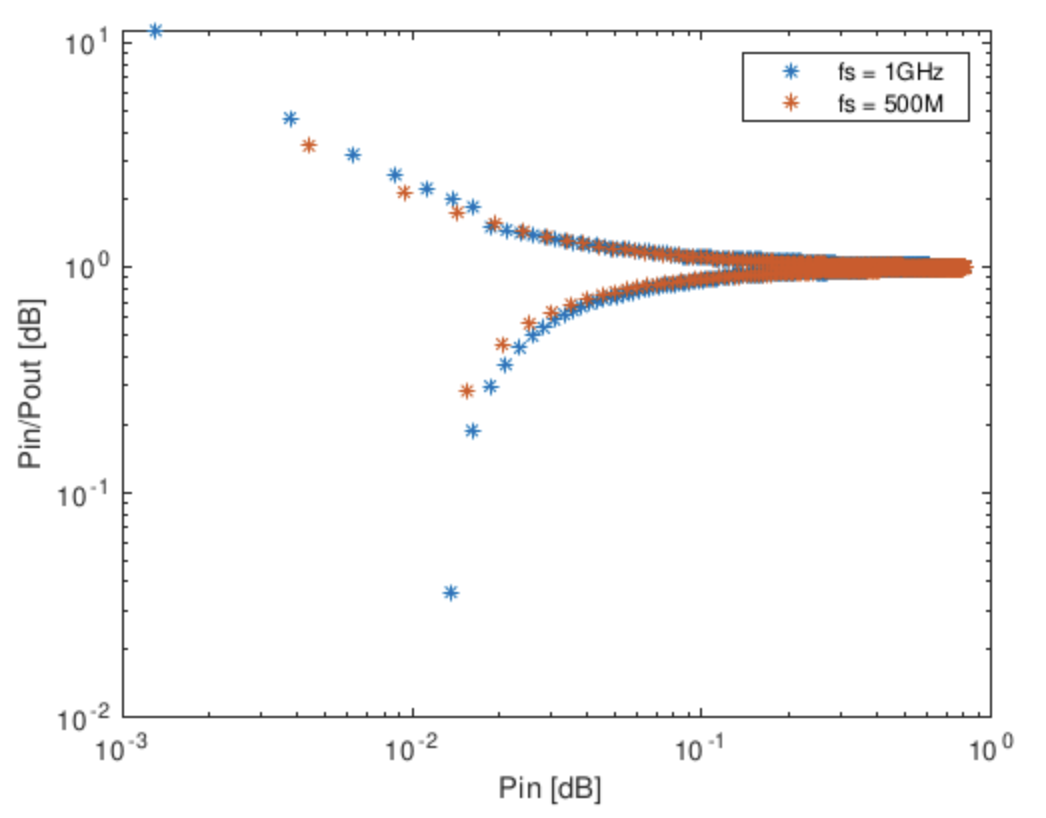 10^1
fs = 1GHz
fs = 500M
10^0
Pin/Pout [dB]
10^-1
10^-2
10^-3
10^-2
10^-1
10^0
Pin [dB]